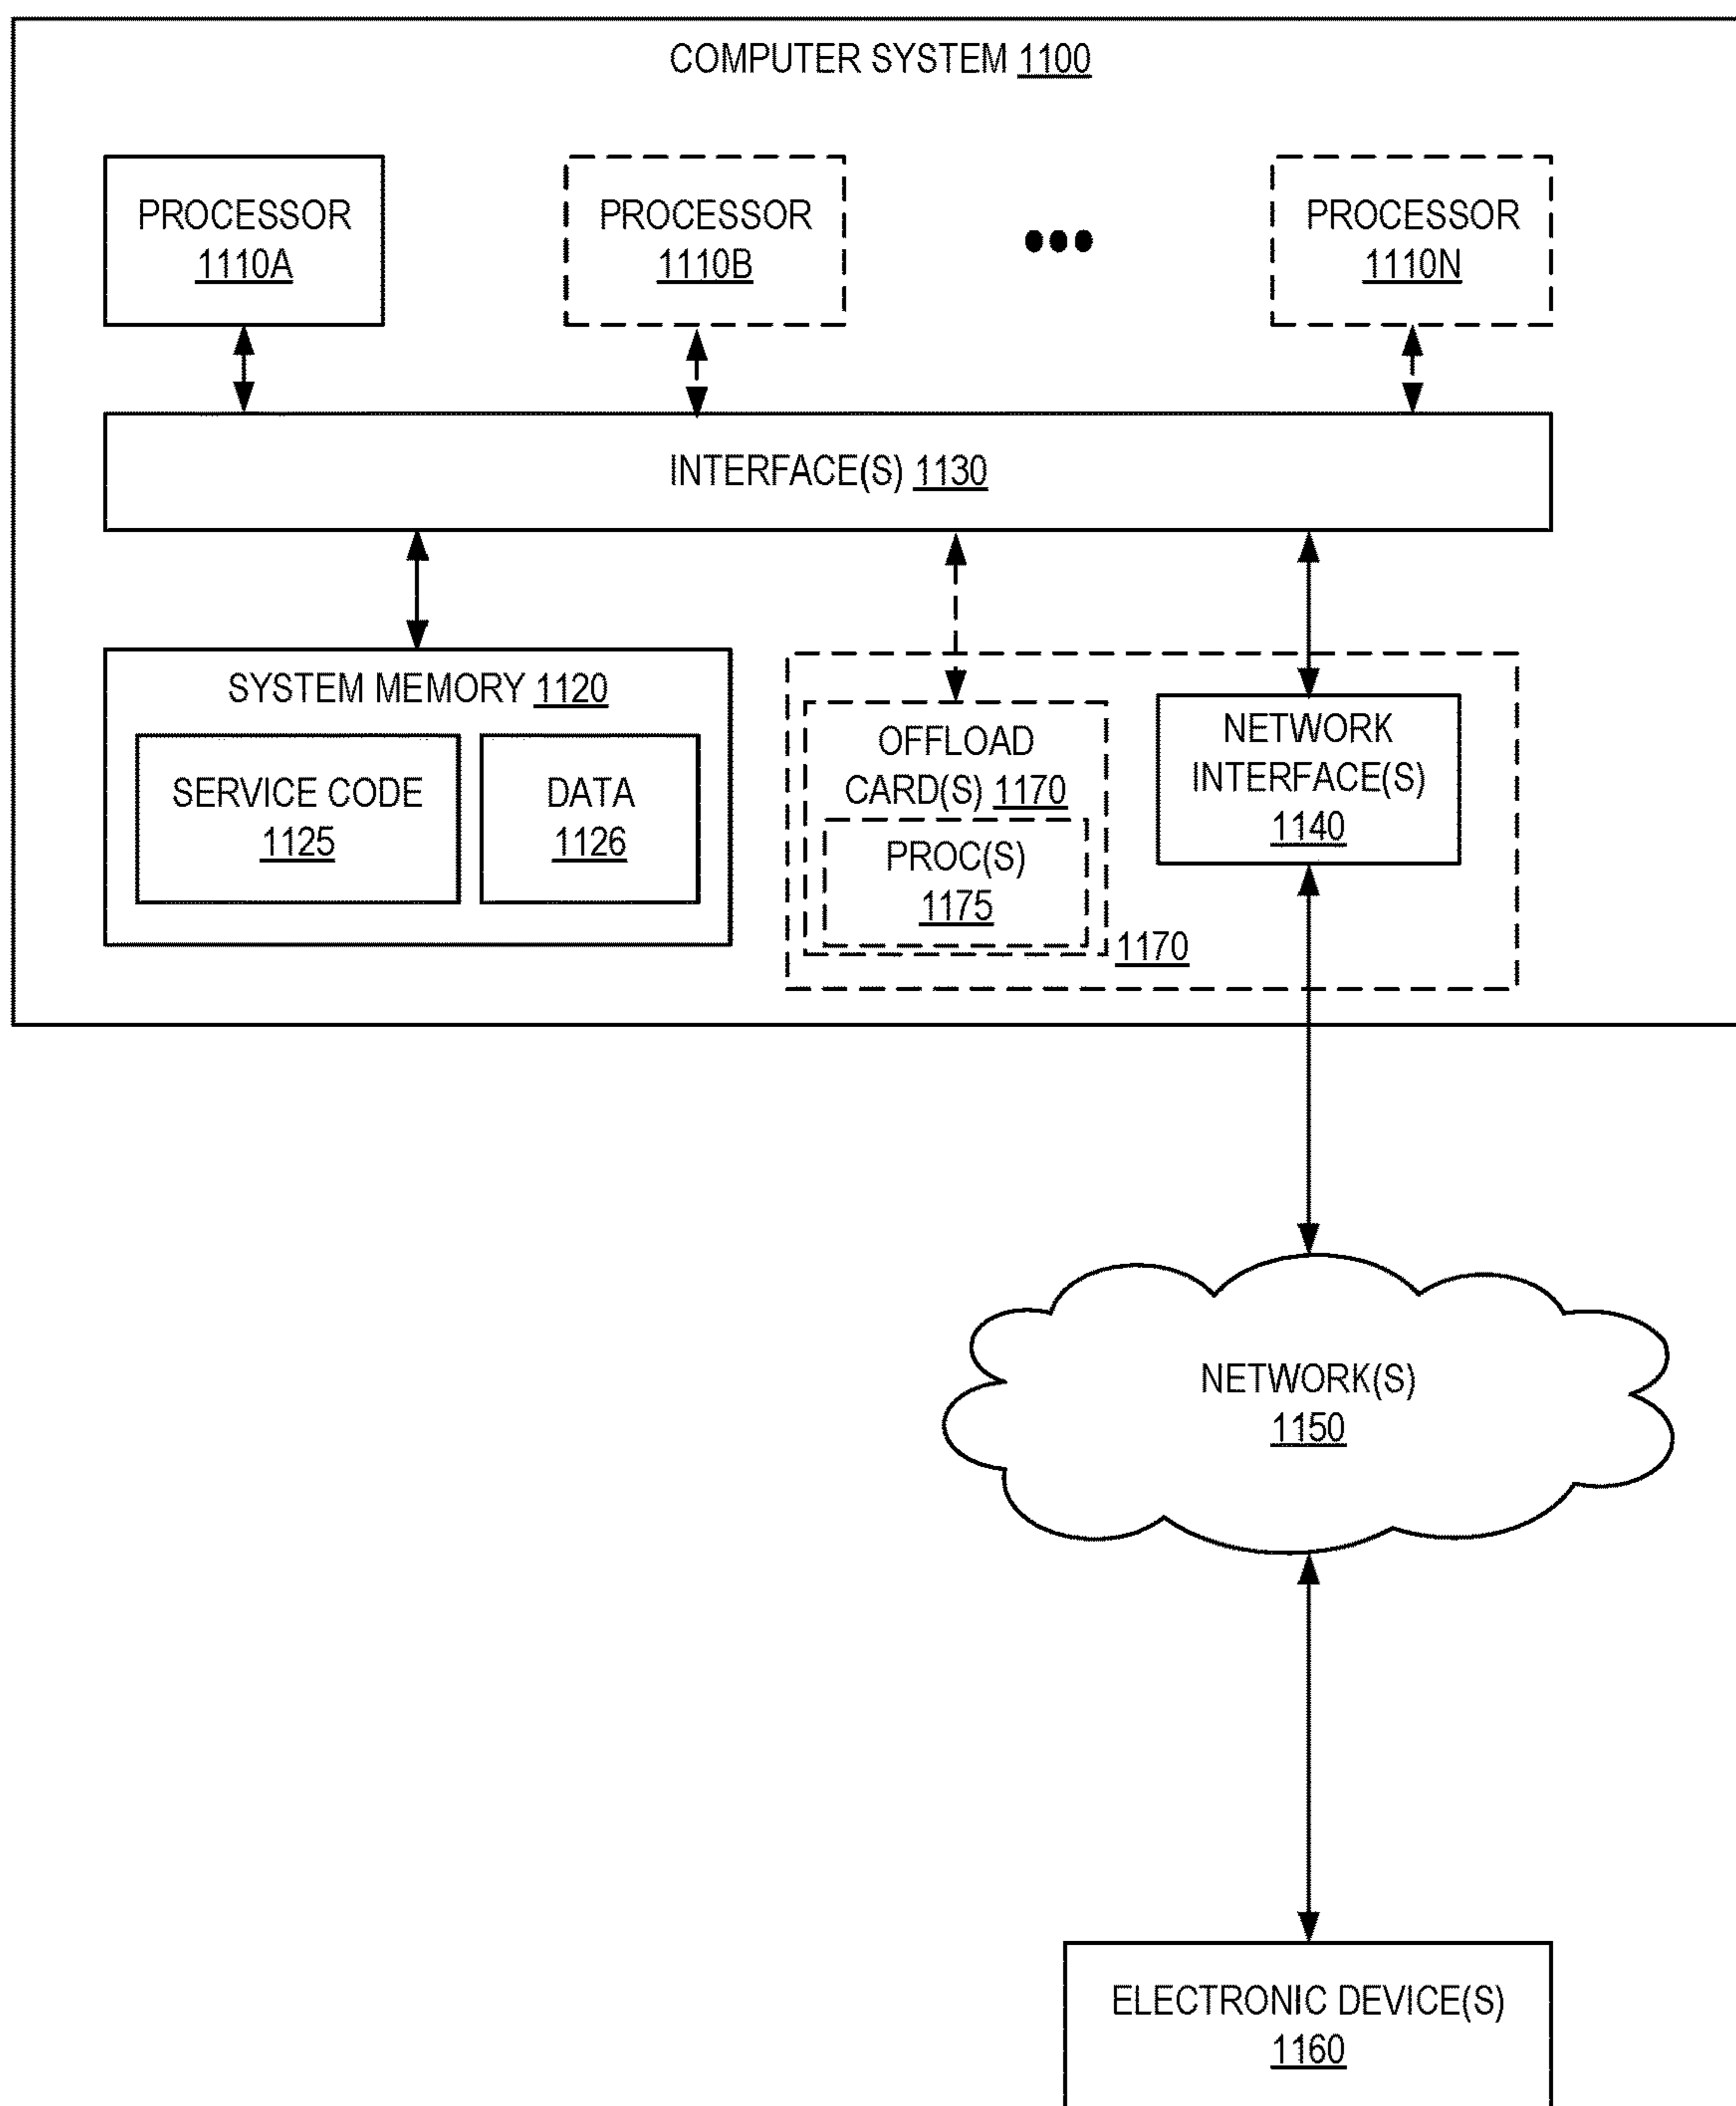 COMPUTER SYSTEM 1100
PROCESSOR
1110A
PROCESSOR
1110B
PROCESSOR
1110N
INTERFACE(S) 1130
SYSTEM MEMORY 1120
SERVICE CODE
1125
DATA
1126
OFFLOAD
CARD(S) 1170
PROC(S)
1175
1170
NETWORK
INTERFACE(S)
1140
NETWORK(S)
1150
ELECTRONIC DEVICE(S)
1160